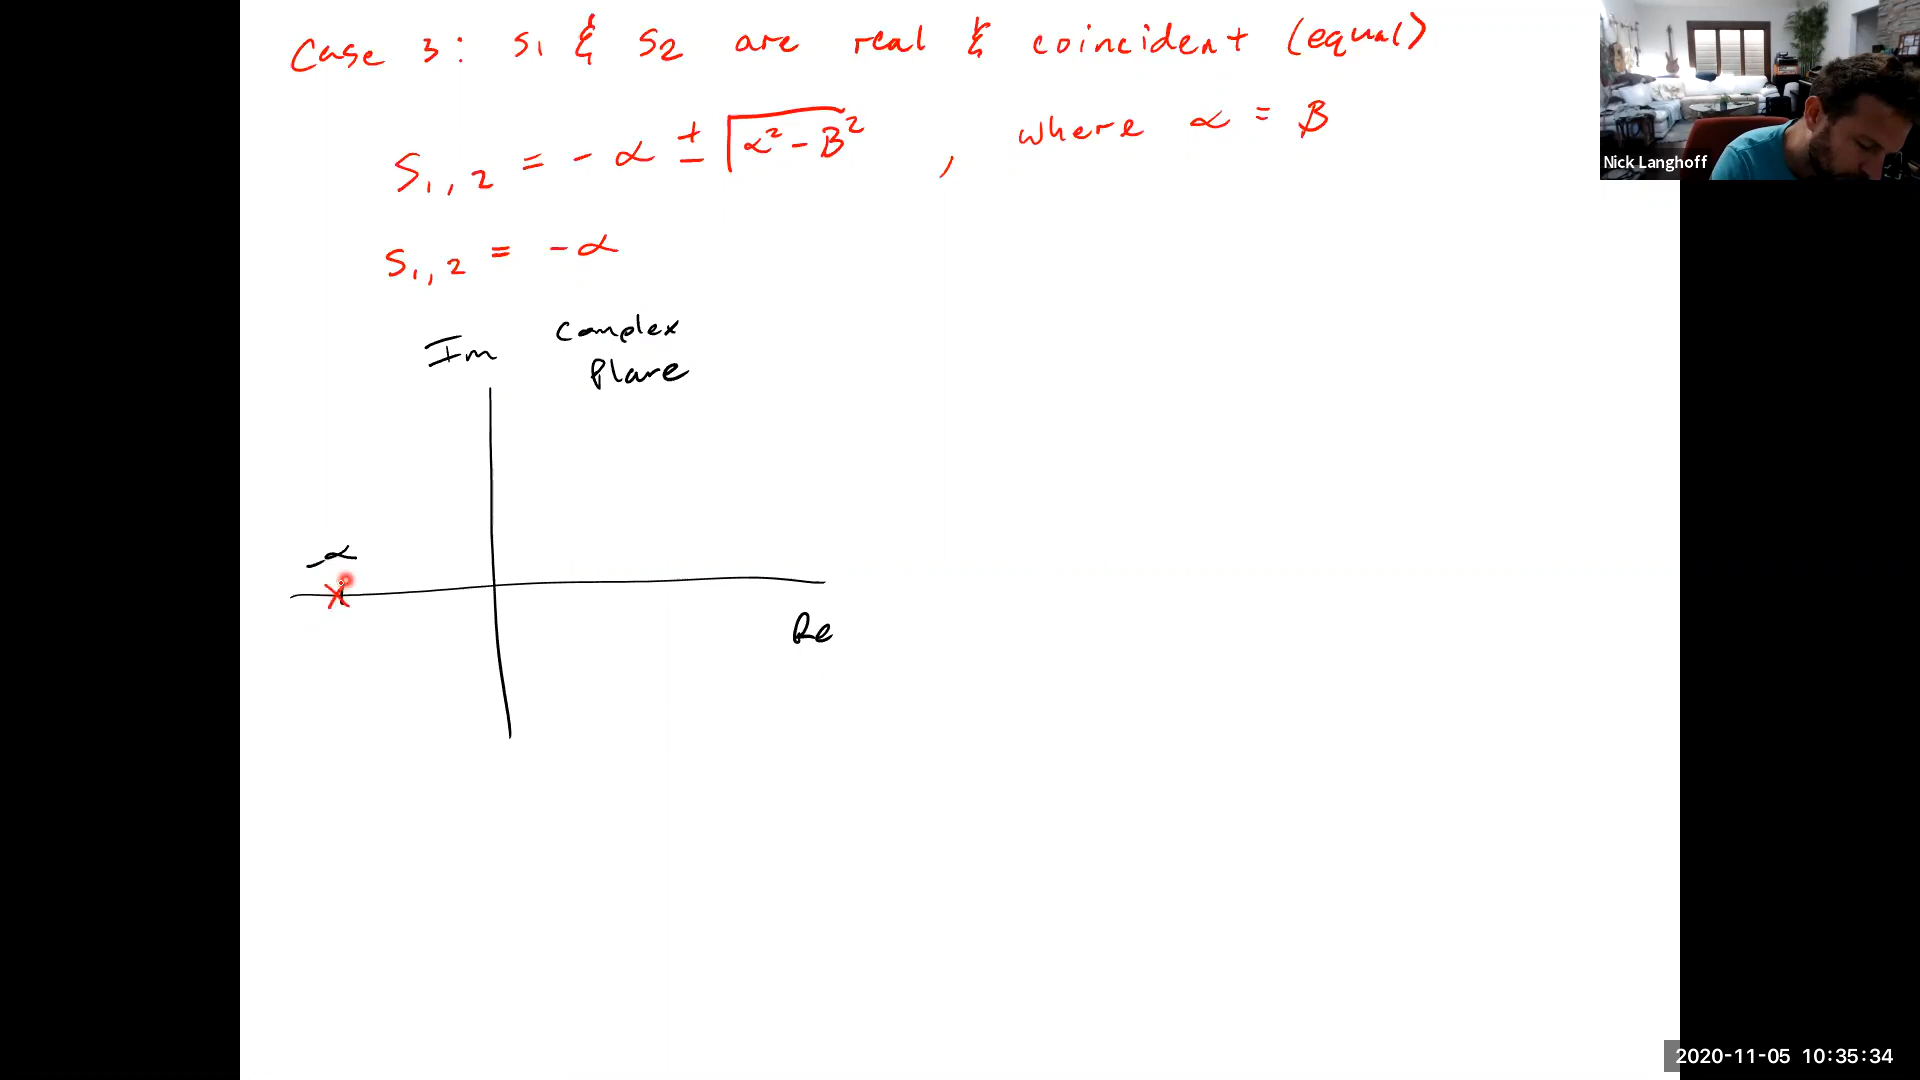 Case 3: s1 & s2 are real & coincident (equal)
S1,2 = -α ± √α² - B² , where α = B
S1,2 = -α
Im
Complex
Plane
-α
Re
Nick Langhoff
2020-11-05 10:35:34